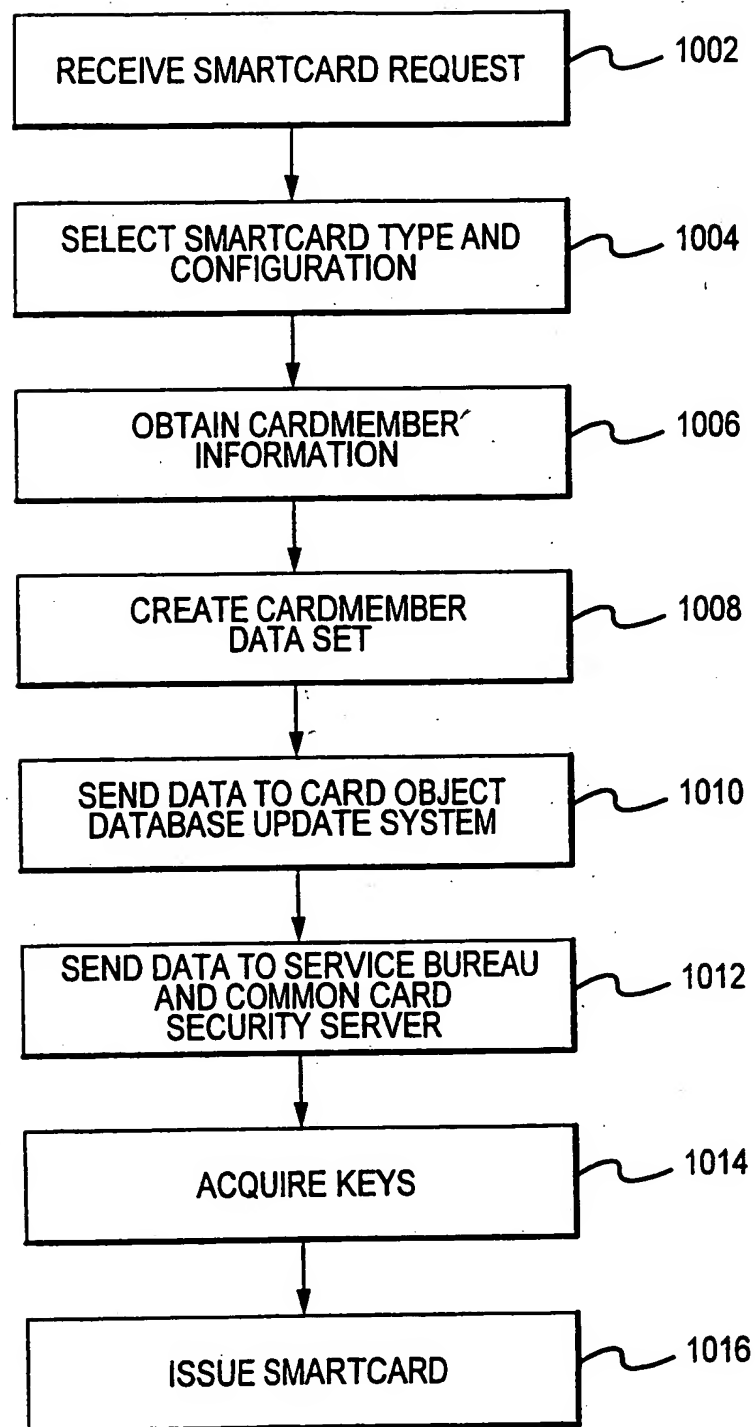 RECEIVE SMARTCARD REQUEST
1002
SELECT SMARTCARD TYPE AND
CONFIGURATION
1004
OBTAIN CARDMEMBER
INFORMATION
1006
CREATE CARDMEMBER
DATA SET
1008
SEND DATA TO CARD OBJECT
DATABASE UPDATE SYSTEM
1010
SEND DATA TO SERVICE BUREAU
AND COMMON CARD
SECURITY SERVER
1012
ACQUIRE KEYS
1014
ISSUE SMARTCARD
1016